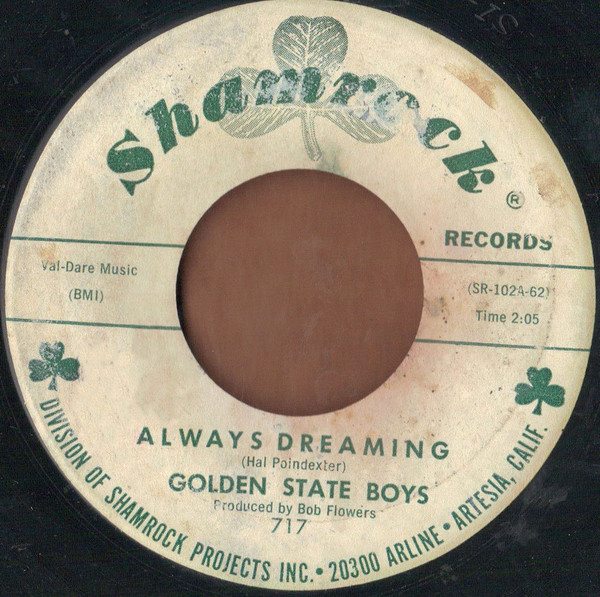 Shamrock ®
RECORDS
Val-Dare Music
(BMI)
(SR-102A-62)
Time 2:05
ALWAYS DREAMING
(Hal Poindexter)
GOLDEN STATE BOYS
Produced by Bob Flowers
717
DIVISION OF SHAMROCK PROJECTS INC. • 20300 ARLINE • ARTESIA, CALIF.